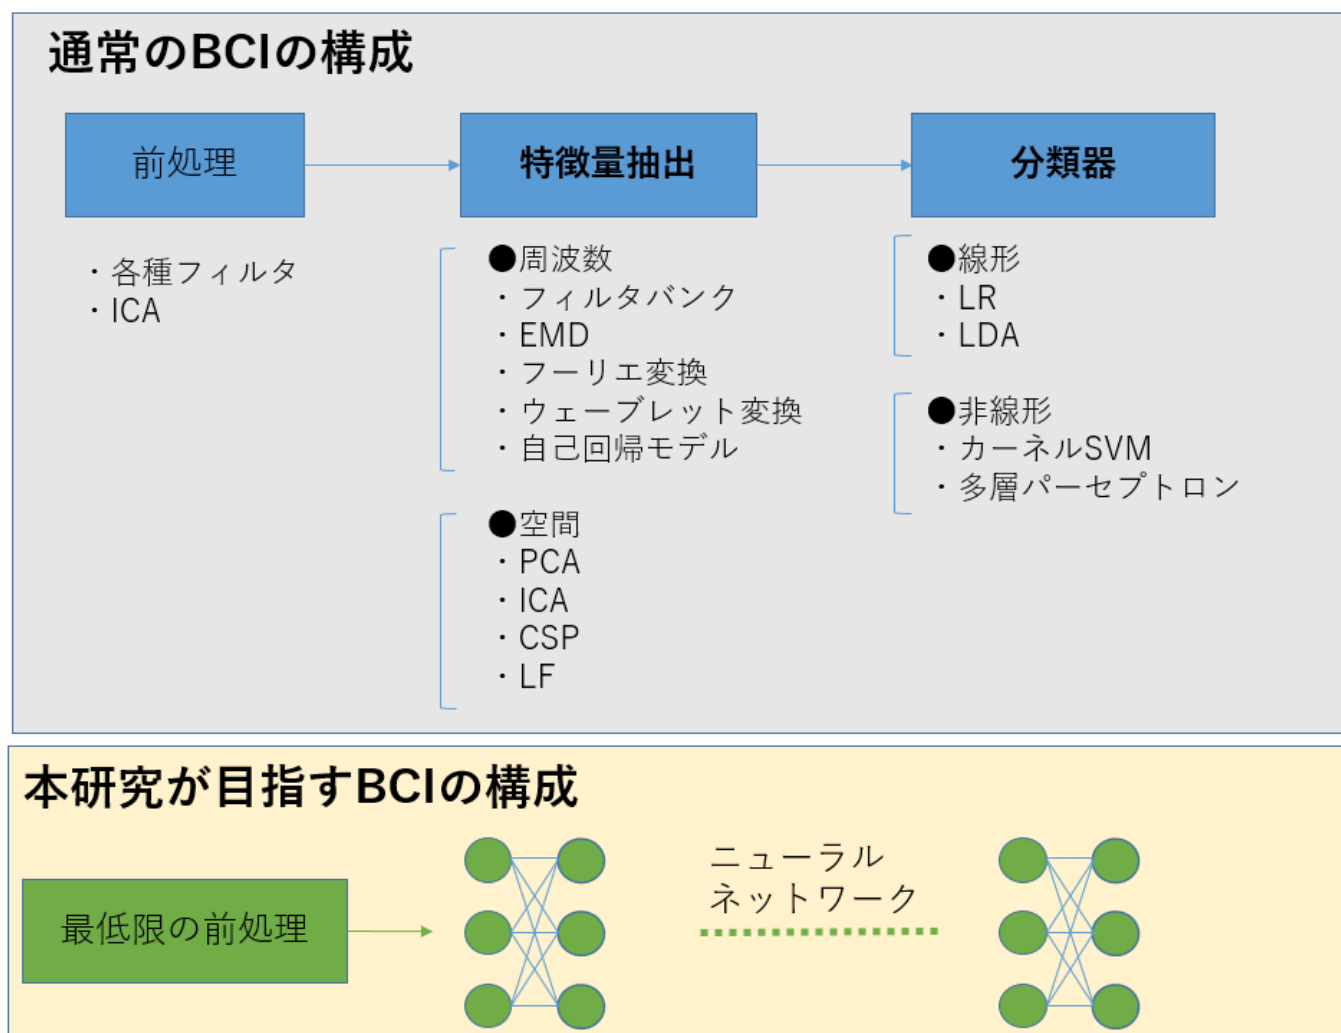 通常のBCIの構成
前処理
特徴量抽出
分類器
・各種フィルタ
・ICA
●周波数
・フィルタバンク
・EMD
・フーリエ変換
・ウェーブレット変換
・自己回帰モデル
●空間
・PCA
・ICA
・CSP
・LF
●線形
・LR
・LDA
●非線形
・カーネルSVM
・多層パーセプトロン
本研究が目指すBCIの構成
最低限の前処理
ニューラル
ネットワーク